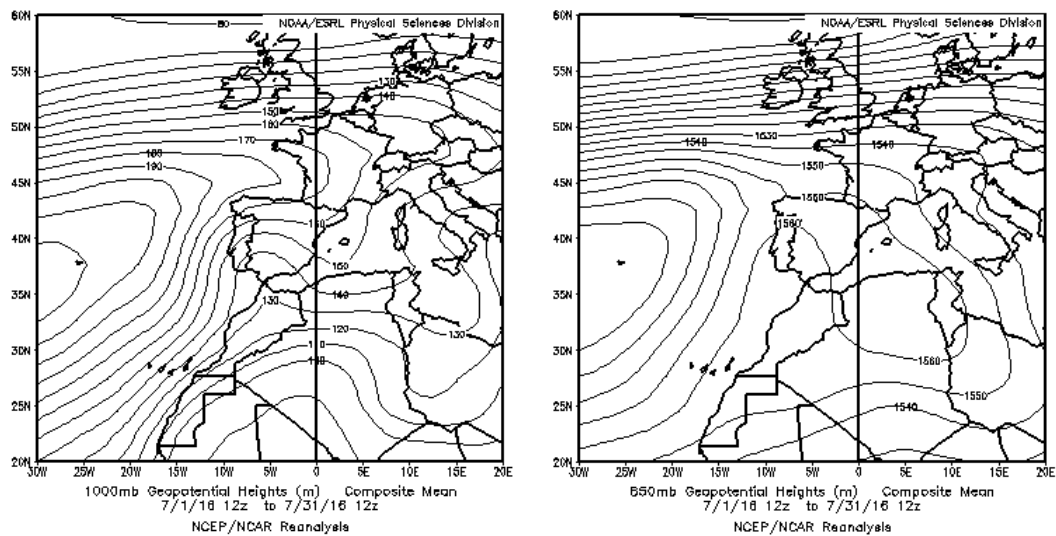 NOAA/ESRL Physical Sciences Division
60N
55N
50N
45N
40N
35N
30N
25N
20N
80
130
140
150
160
170
180
190
150
140
130
120
110
100
130
30W 25W 20W 15W 10W 5W 0 5E 10E 15E 20E
1000mb Geopotential Heights (m) Composite Mean
7/1/16 12z to 7/31/16 12z
NCEP/NCAR Reanalysis
NOAA/ESRL Physical Sciences Division
60N
55N
50N
45N
40N
35N
30N
25N
20N
1530
1540
1540
1550
1560
1560
1560
1550
1540
30W 25W 20W 15W 10W 5W 0 5E 10E 15E 20E
850mb Geopotential Heights (m) Composite Mean
7/1/16 12z to 7/31/16 12z
NCEP/NCAR Reanalysis